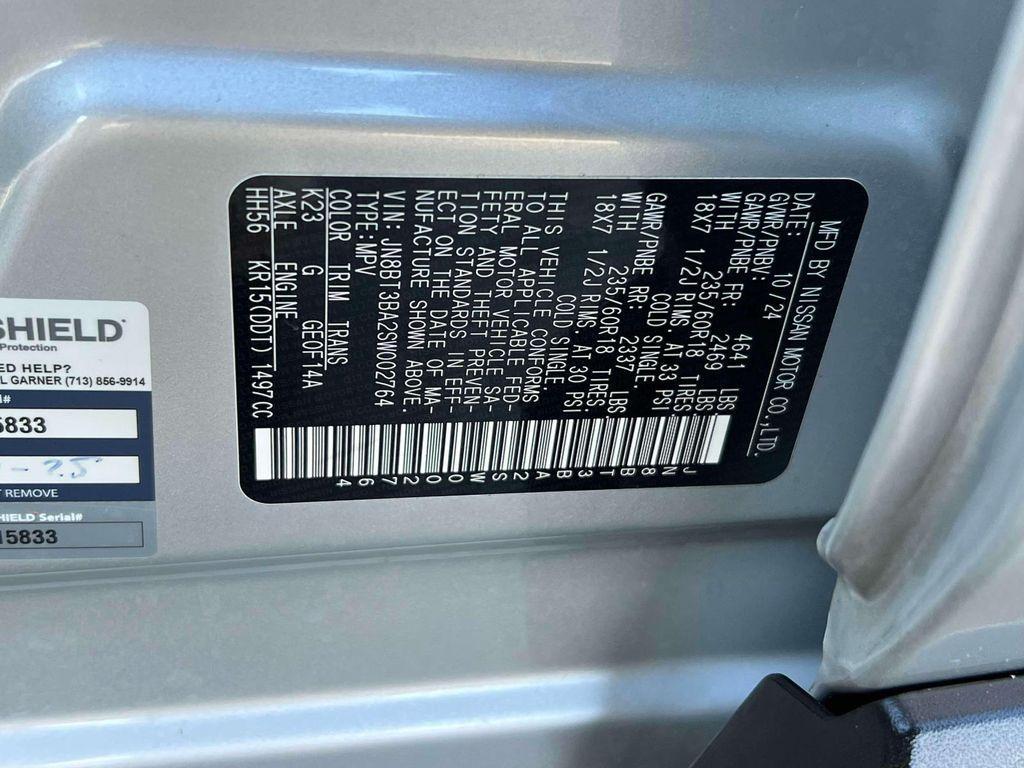 MFD BY NISSAN MOTOR CO., LTD.
DATE: 10/24
GRWR/PNBV: 4641 LBS
GAWR/PNBE FR: 2469 LBS
WITH 235/60R18 TIRES.
18X7 1/2J RIMS. AT 33 PSI
COLD SINGLE
GAWR/PNBE RR: 2337 LBS
WITH 235/60R18 TIRES.
18X7 1/2J RIMS. AT 30 PSI
COLD SINGLE
THIS VEHICLE CONFORMS
TO ALL APPLICABLE FED-
ERAL MOTOR VEHICLE SA-
FETY AND THEFT PREVEN-
TION STANDARDS IN EFF-
ECT ON THE DATE OF MA-
NUFACTURE SHOWN ABOVE.
VIN: JN8BT3BA2SW002764
TYPE: MPV
COLOR TRIM TRANS
K23 G GE0F14A
AXLE ENGINE
HH56 KR15(DDT) 1497CC
JN8BT3BA2SW002764
SHIELD
Protection
ED HELP?
L GARNER (713) 856-9914
l#
5833
-25
T REMOVE
HIELD Serial#
15833